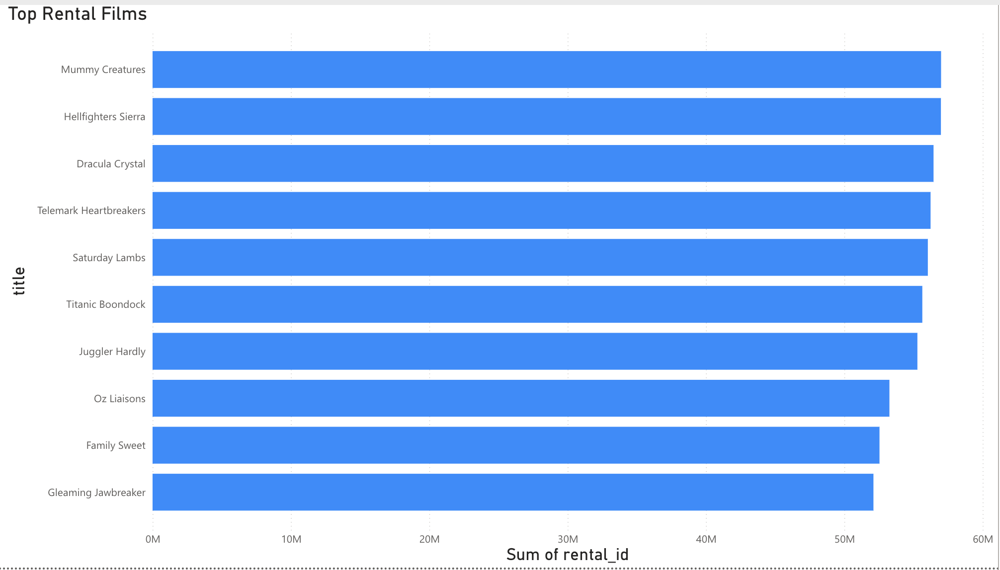 Top Rental Films
title
Mummy Creatures
Hellfighters Sierra
Dracula Crystal
Telemark Heartbreakers
Saturday Lambs
Titanic Boondock
Juggler Hardly
Oz Liaisons
Family Sweet
Gleaming Jawbreaker
0M 10M 20M 30M 40M 50M 60M
Sum of rental_id